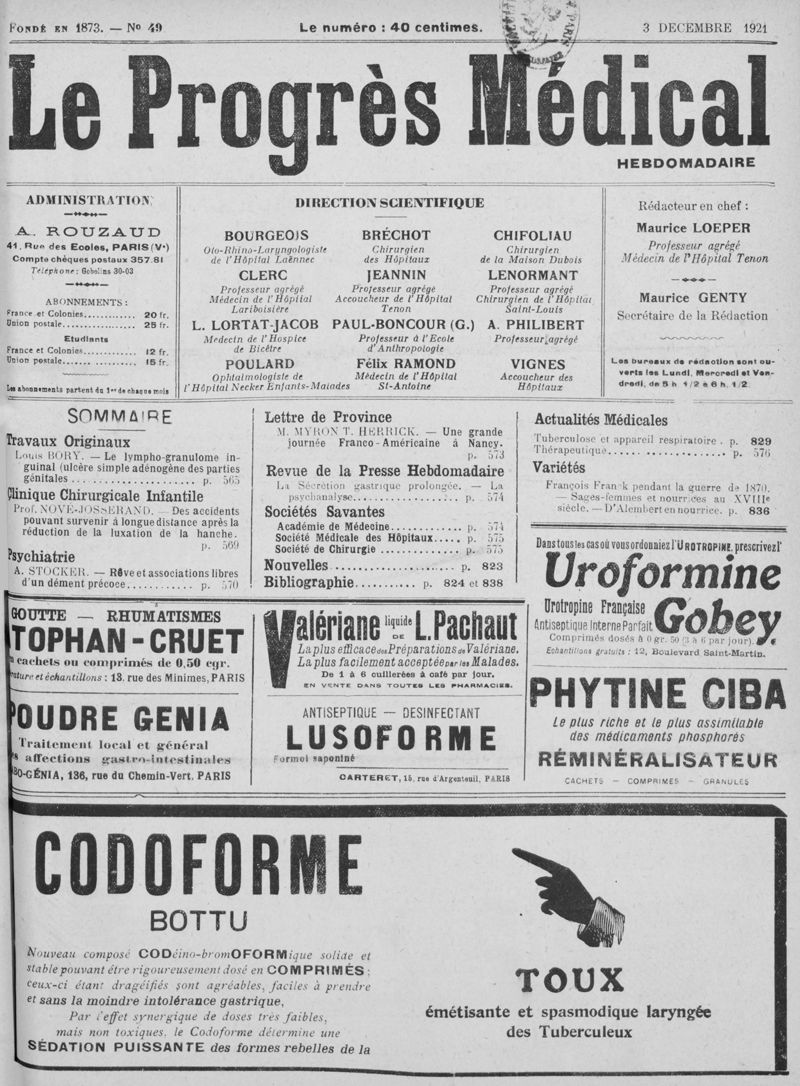 FONDÉ EN 1873. — No 49
Le numéro : 40 centimes.
3 DECEMBRE 1921
Le Progrès Médical
HEBDOMADAIRE
ADMINISTRATION
A. ROUZAUD
41, Rue des Ecoles, PARIS (Ve)
Compte chèques postaux 357.81
Téléphone : Gobelins 30-03
ABONNEMENTS :
France et Colonies............ 20 fr.
Union postale................. 25 fr.
Etudiants
France et Colonies............ 12 fr.
Union postale................. 15 fr.
Les abonnements partent du 1er de chaque mois
DIRECTION SCIENTIFIQUE
BOURGEOIS
Oto-Rhino-Laryngologiste
de l'Hôpital Laënnec
BRÉCHOT
Chirurgien
des Hôpitaux
CHIFOLIAU
Chirurgien
de la Maison Dubois
CLERC
Professeur agrégé
Médecin de l'Hôpital
Lariboisière
JEANNIN
Professeur agrégé
Accoucheur de l'Hôpital
Tenon
LENORMANT
Professeur agrégé
Chirurgien de l'Hôpital
Saint-Louis
L. LORTAT-JACOB
Medecin de l'Hospice
de Bicêtre
PAUL-BONCOUR (G.)
Professeur à l'Ecole
d'Anthropologie
A. PHILIBERT
Professeur agrégé
POULARD
Ophtalmologiste de
l'Hôpital Necker Enfants-Malades
Félix RAMOND
Médecin de l'Hôpital
St-Antoine
VIGNES
Accoucheur des
Hôpitaux
Rédacteur en chef :
Maurice LOEPER
Professeur agrégé
Médecin de l'Hôpital Tenon
Maurice GENTY
Secrétaire de la Rédaction
Les bureaux de rédaction sont ou-
verts les Lundi, Mercredi et Ven-
dredi, de 5 h 1/2 à 6 h. 1/2
SOMMAIRE
Travaux Originaux
Louis BORY. — Le lympho-granulome in-
guinal (ulcère simple adénogène des parties
génitales ...................... p. 565
Clinique Chirurgicale Infantile
Prof. NOVÉ-JOSSERAND. — Des accidents
pouvant survenir à longue distance après la
réduction de la luxation de la hanche.
p. 569
Psychiatrie
A. STOCKER. — Rêve et associations libres
d'un dément précoce............ p. 570
Lettre de Province
M. MYRON T. HERRICK. — Une grande
journée Franco-Américaine à Nancy.
p. 573
Revue de la Presse Hebdomadaire
La Sécrétion gastrique prolongée. — La
psychanalyse................... p. 574
Sociétés Savantes
Académie de Médecine............ p. 574
Société Médicale des Hôpitaux..... p. 575
Société de Chirurgie ............. p. 575
Nouvelles .................. p. 823
Bibliographie........... p. 824 et 838
Actualités Médicales
Tuberculose et appareil respiratoire . p. 829
Thérapeutique..................... p. 576
Variétés
François Franck pendant la guerre de 1870.
— Sages-femmes et nourrices au XVIIIe
siècle. — D'Alembert en nourrice. p. 836
GOUTTE — RHUMATISMES
TOPHAN-CRUET
cachets ou comprimés de 0,50 cgr.
rature et échantillons : 13, rue des Minimes, PARIS
POUDRE GENIA
Traitement local et général
s affections gastro-intestinales
BO-GÉNIA, 136, rue du Chemin-Vert. PARIS
Valériane liquide DE L. Pachaut
La plus efficace des Préparations de Valériane.
La plus facilement acceptée par les Malades.
De 1 à 6 cuillerées à café par jour.
EN VENTE DANS TOUTES LES PHARMACIES.
ANTISEPTIQUE — DESINFECTANT
LUSOFORME
Formol saponiné
CARTERET, 15, rue d'Argenteuil, PARIS
Dans tous les cas où vous ordonniez l'UROTROPINE, prescrivez l'
Uroformine
Urotropine Française
Antiseptique Interne Parfait
Gobey
Comprimés dosés à 0 gr. 50 (3 à 6 par jour).
Echantillons gratuits : 12, Boulevard Saint-Martin.
PHYTINE CIBA
Le plus riche et le plus assimilable
des médicaments phosphorés
RÉMINÉRALISATEUR
CACHETS — COMPRIMES — GRANULES
CODOFORME
BOTTU
Nouveau composé CODéino-bromOFORMique solide et
stable pouvant être rigoureusement dosé en COMPRIMÉS ;
ceux-ci étant dragéifiés sont agréables, faciles à prendre
et sans la moindre intolérance gastrique,
Par l'effet synergique de doses très faibles,
mais non toxiques, le Codoforme détermine une
SÉDATION PUISSANTE des formes rebelles de la
TOUX
émétisante et spasmodique laryngée
des Tuberculeux